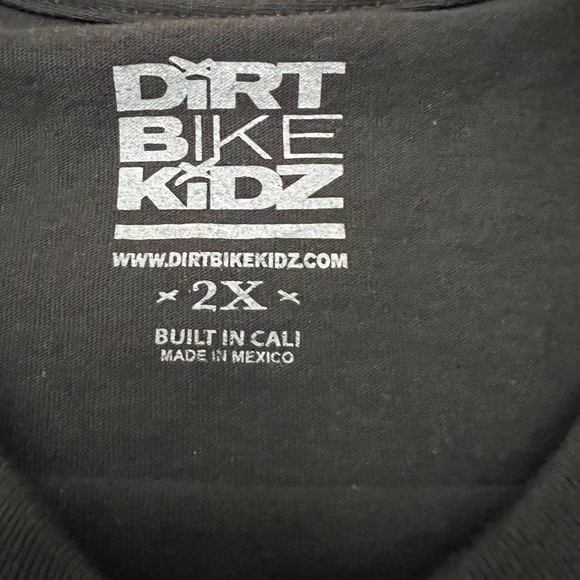 DiRT
BIKE
KiDZ
WWW.DIRTBIKEKIDZ.COM
2X
BUILT IN CALI
MADE IN MEXICO